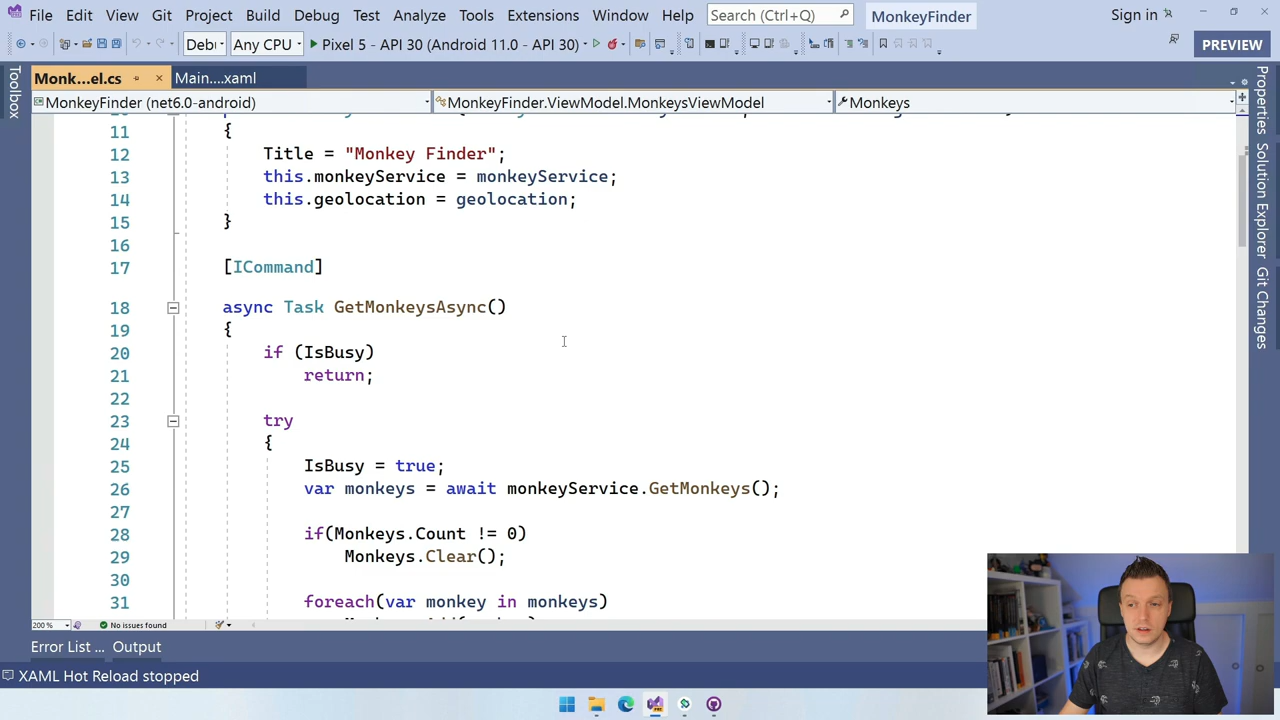 File Edit View Git Project Build Debug Test Analyze Tools Extensions Window Help Search (Ctrl+Q) MonkeyFinder Sign in
Debu Any CPU Pixel 5 - API 30 (Android 11.0 - API 30) PREVIEW
Monk...el.cs Main....xaml
MonkeyFinder (net6.0-android) MonkeyFinder.ViewModel.MonkeysViewModel Monkeys
Toolbox
Properties
Solution Explorer
Git Changes
11 {
12 Title = "Monkey Finder";
13 this.monkeyService = monkeyService;
14 this.geolocation = geolocation;
15 }
16
17 [ICommand]
18 async Task GetMonkeysAsync()
19 {
20 if (IsBusy)
21 return;
22
23 try
24 {
25 IsBusy = true;
26 var monkeys = await monkeyService.GetMonkeys();
27
28 if(Monkeys.Count != 0)
29 Monkeys.Clear();
30
31 foreach(var monkey in monkeys)
200 % No issues found
Error List ... Output
XAML Hot Reload stopped